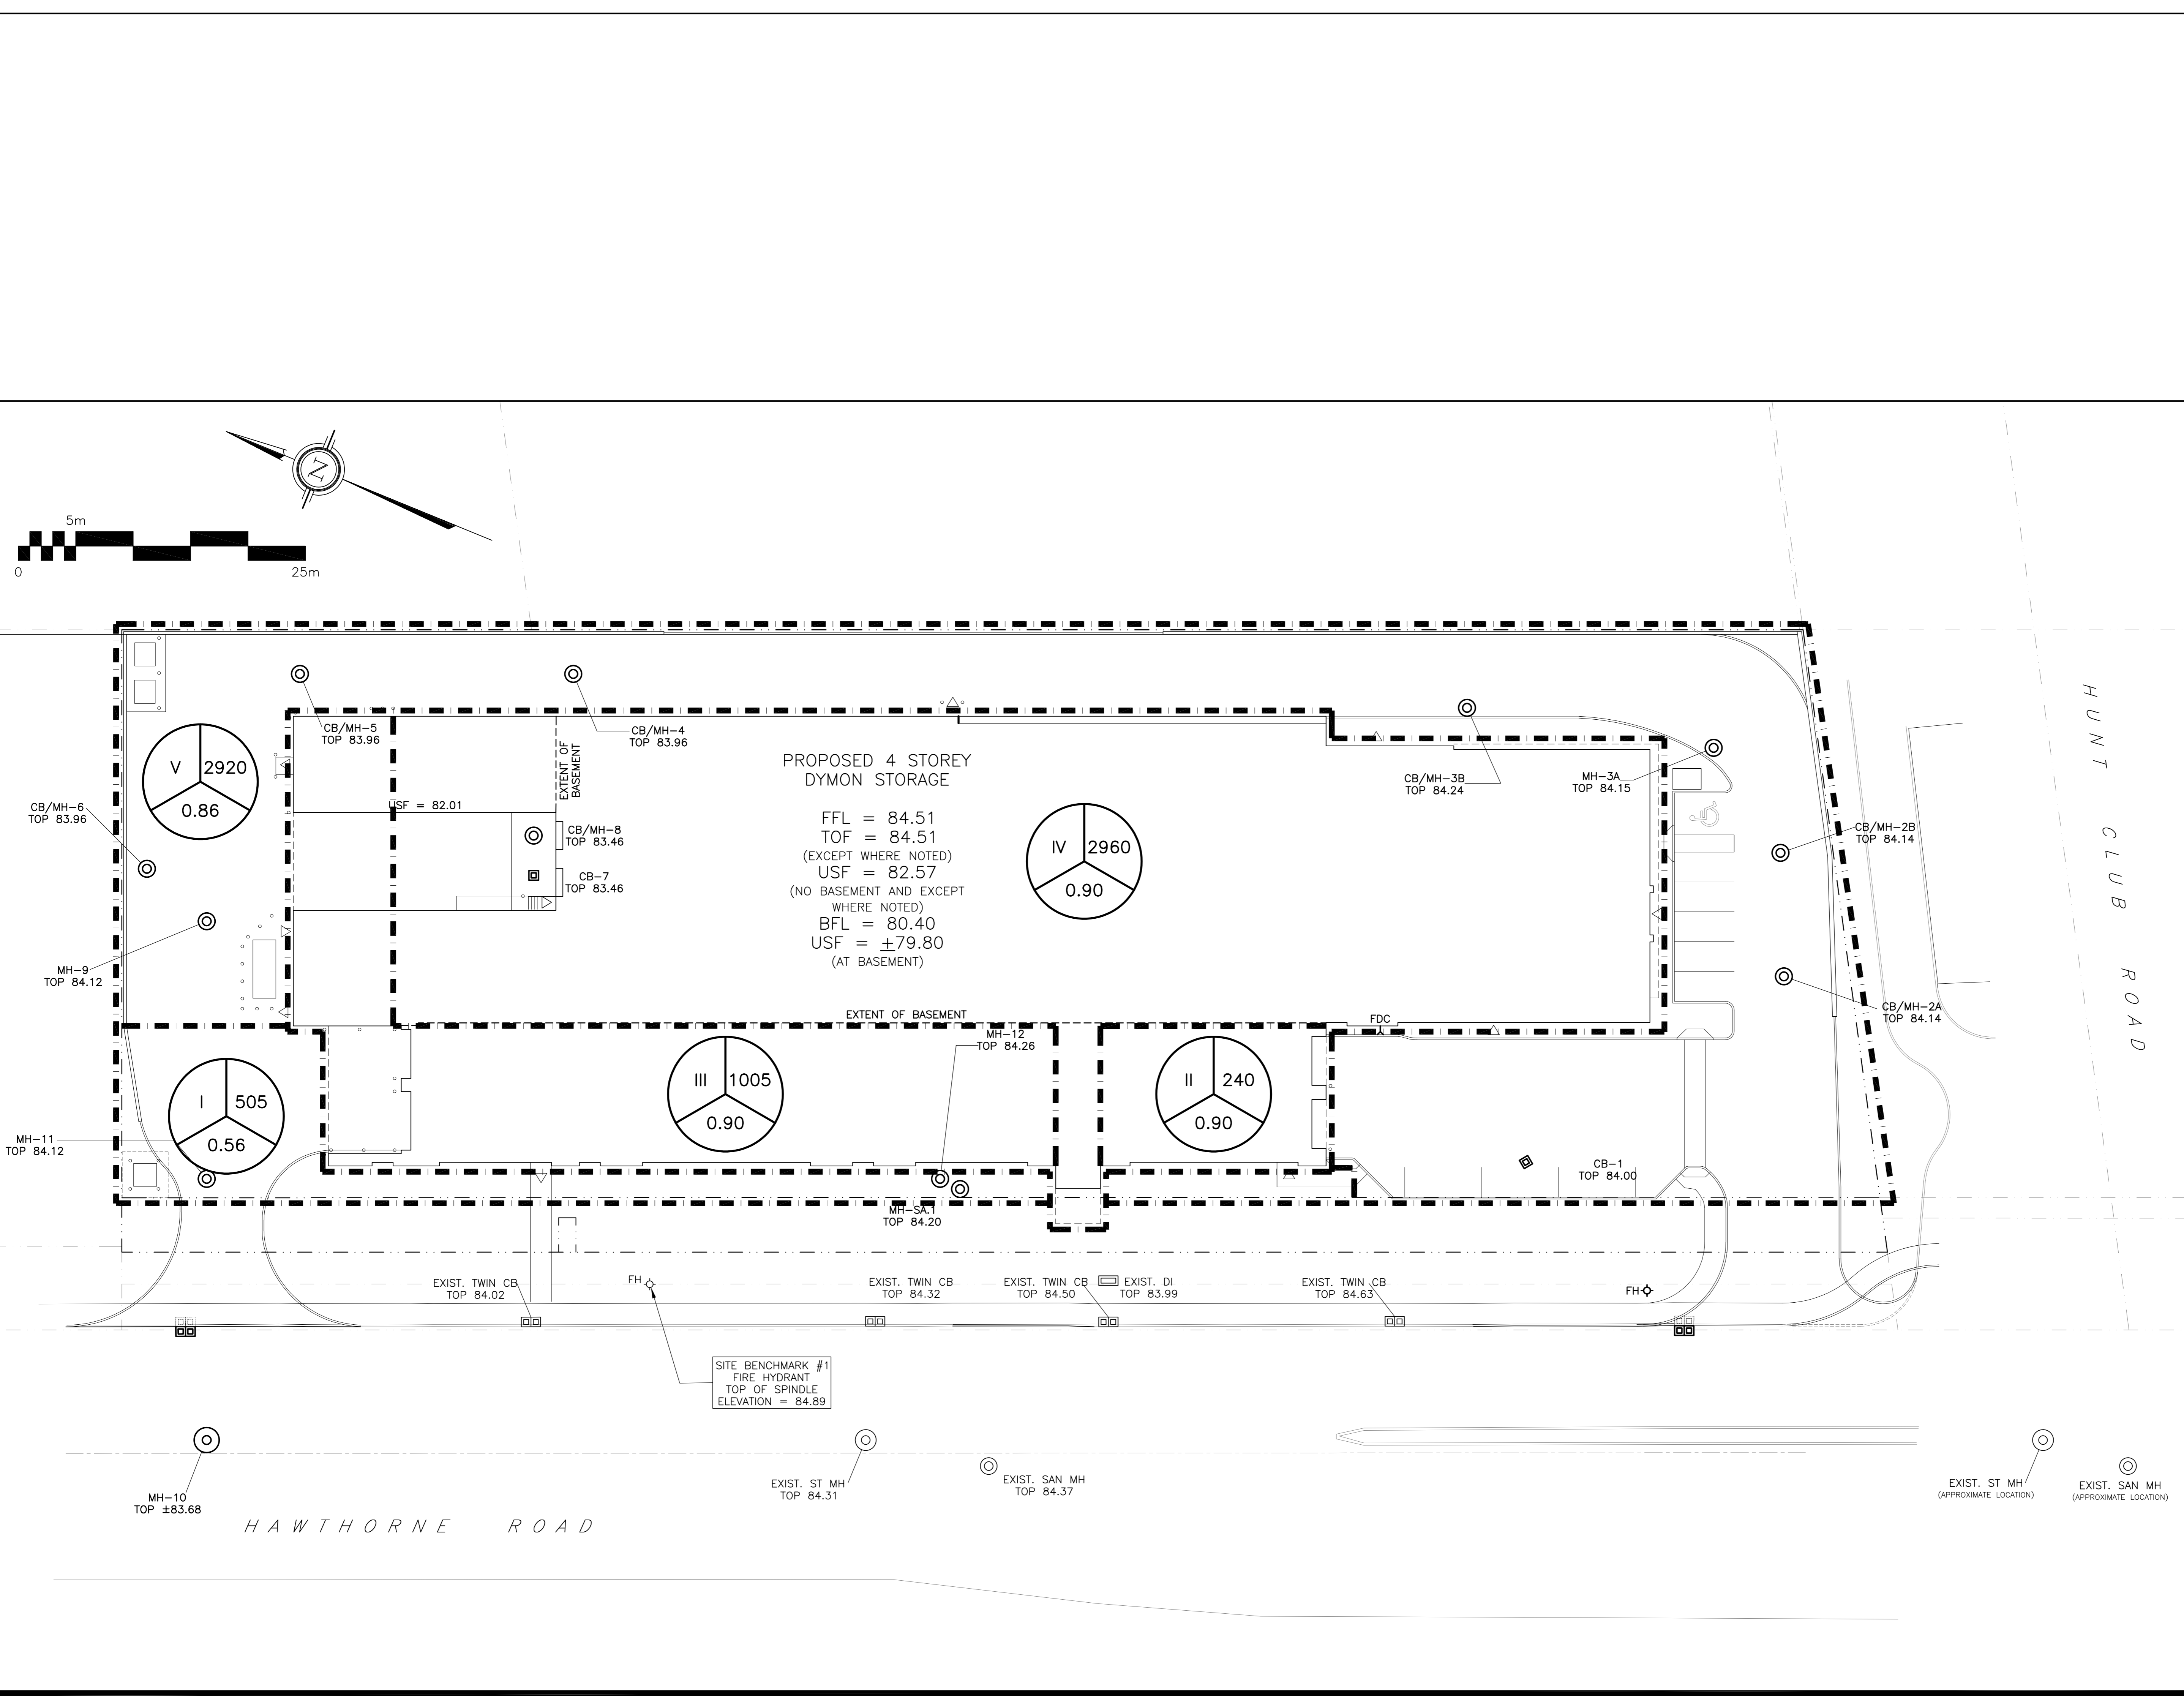 N
5m
0
25m
HUNT CLUB ROAD
CB/MH-5
TOP 83.96
CB/MH-4
TOP 83.96
EXTENT OF
BASEMENT
PROPOSED 4 STOREY
DYMON STORAGE
FFL = 84.51
TOF = 84.51
(EXCEPT WHERE NOTED)
USF = 82.57
(NO BASEMENT AND EXCEPT
WHERE NOTED)
BFL = 80.40
USF = ±79.80
(AT BASEMENT)
V
2920
0.86
CB/MH-6
TOP 83.96
USF = 82.01
CB/MH-8
TOP 83.46
CB-7
TOP 83.46
IV
2960
0.90
CB/MH-3B
TOP 84.24
MH-3A
TOP 84.15
CB/MH-2B
TOP 84.14
CB/MH-2A
TOP 84.14
MH-9
TOP 84.12
EXTENT OF BASEMENT
FDC
MH-12
TOP 84.26
I
505
0.56
III
1005
0.90
II
240
0.90
MH-11
TOP 84.12
CB-1
TOP 84.00
MH-SA.1
TOP 84.20
EXIST. TWIN CB
TOP 84.02
FH
EXIST. TWIN CB
TOP 84.32
EXIST. TWIN CB
TOP 84.50
EXIST. DI
TOP 83.99
EXIST. TWIN CB
TOP 84.63
FH
SITE BENCHMARK #1
FIRE HYDRANT
TOP OF SPINDLE
ELEVATION = 84.89
MH-10
TOP ±83.68
EXIST. ST MH
TOP 84.31
EXIST. SAN MH
TOP 84.37
EXIST. ST MH
(APPROXIMATE LOCATION)
EXIST. SAN MH
(APPROXIMATE LOCATION)
HAWTHORNE ROAD